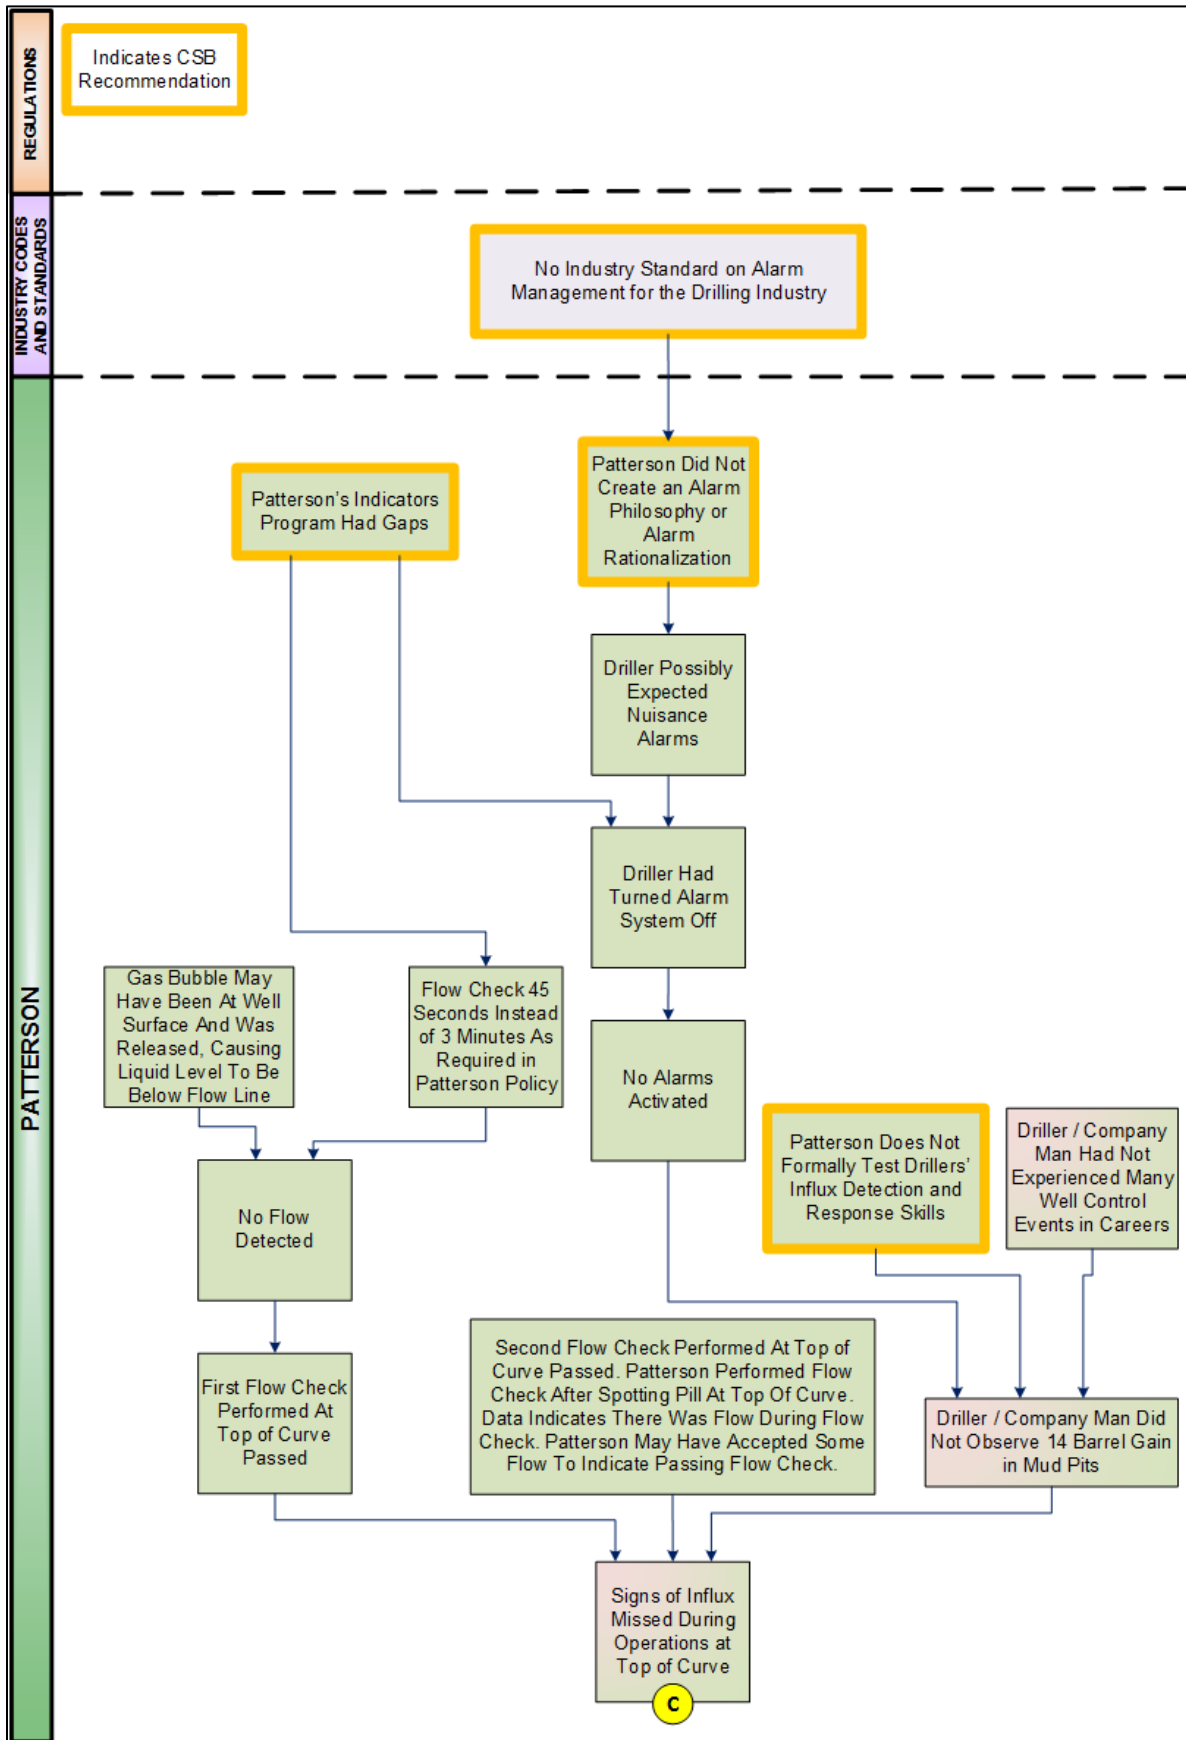 REGULATIONS
Indicates CSB
Recommendation
INDUSTRY CODES
AND STANDARDS
No Industry Standard on Alarm
Management for the Drilling Industry
PATTERSON
Patterson's Indicators
Program Had Gaps
Patterson Did Not
Create an Alarm
Philosophy or
Alarm
Rationalization
Driller Possibly
Expected
Nuisance
Alarms
Driller Had
Turned Alarm
System Off
Gas Bubble May
Have Been At Well
Surface And Was
Released, Causing
Liquid Level To Be
Below Flow Line
Flow Check 45
Seconds Instead
of 3 Minutes As
Required in
Patterson Policy
No Alarms
Activated
Patterson Does Not
Formally Test Drillers'
Influx Detection and
Response Skills
Driller / Company
Man Had Not
Experienced Many
Well Control
Events in Careers
No Flow
Detected
First Flow Check
Performed At
Top of Curve
Passed
Second Flow Check Performed At Top of
Curve Passed. Patterson Performed Flow
Check After Spotting Pill At Top Of Curve.
Data Indicates There Was Flow During Flow
Check. Patterson May Have Accepted Some
Flow To Indicate Passing Flow Check.
Driller / Company Man Did
Not Observe 14 Barrel Gain
in Mud Pits
Signs of Influx
Missed During
Operations at
Top of Curve
C